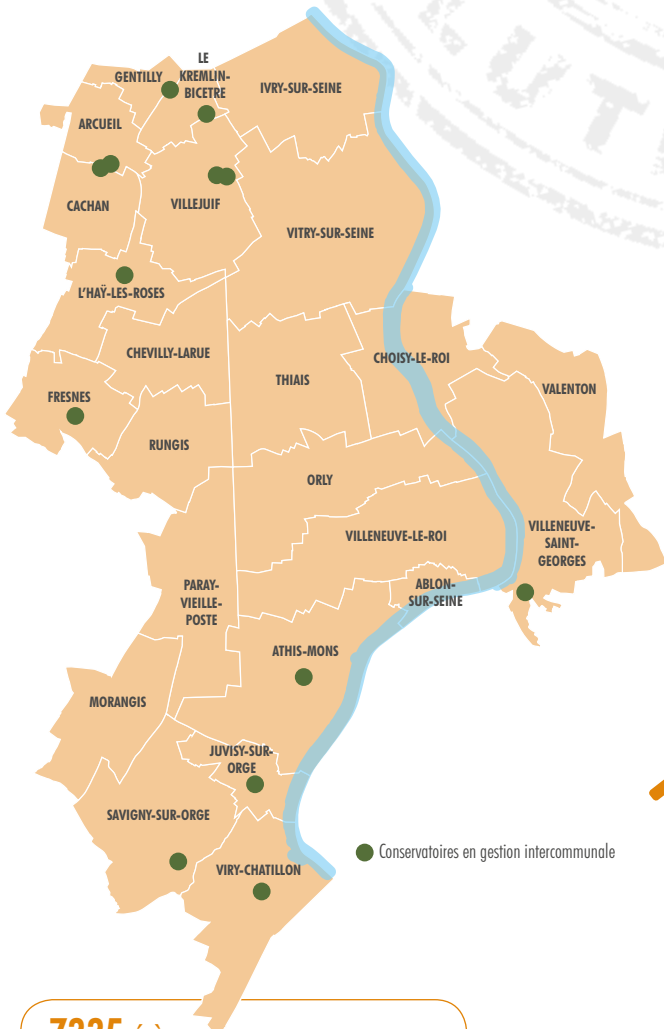 LE
KREMLIN-
BICETRE
GENTILLY
IVRY-SUR-SEINE
ARCUEIL
CACHAN
VILLEJUIF
VITRY-SUR-SEINE
L'HAŸ-LES-ROSES
CHEVILLY-LARUE
THIAIS
CHOISY-LE-ROI
VALENTON
FRESNES
RUNGIS
ORLY
VILLENEUVE-LE-ROI
VILLENEUVE-
SAINT-
GEORGES
PARAY-
VIEILLE-
POSTE
ABLON-
SUR-SEINE
ATHIS-MONS
MORANGIS
JUVISY-SUR-
ORGE
SAVIGNY-SUR-ORGE
VIRY-CHATILLON
Conservatoires en gestion intercommunale